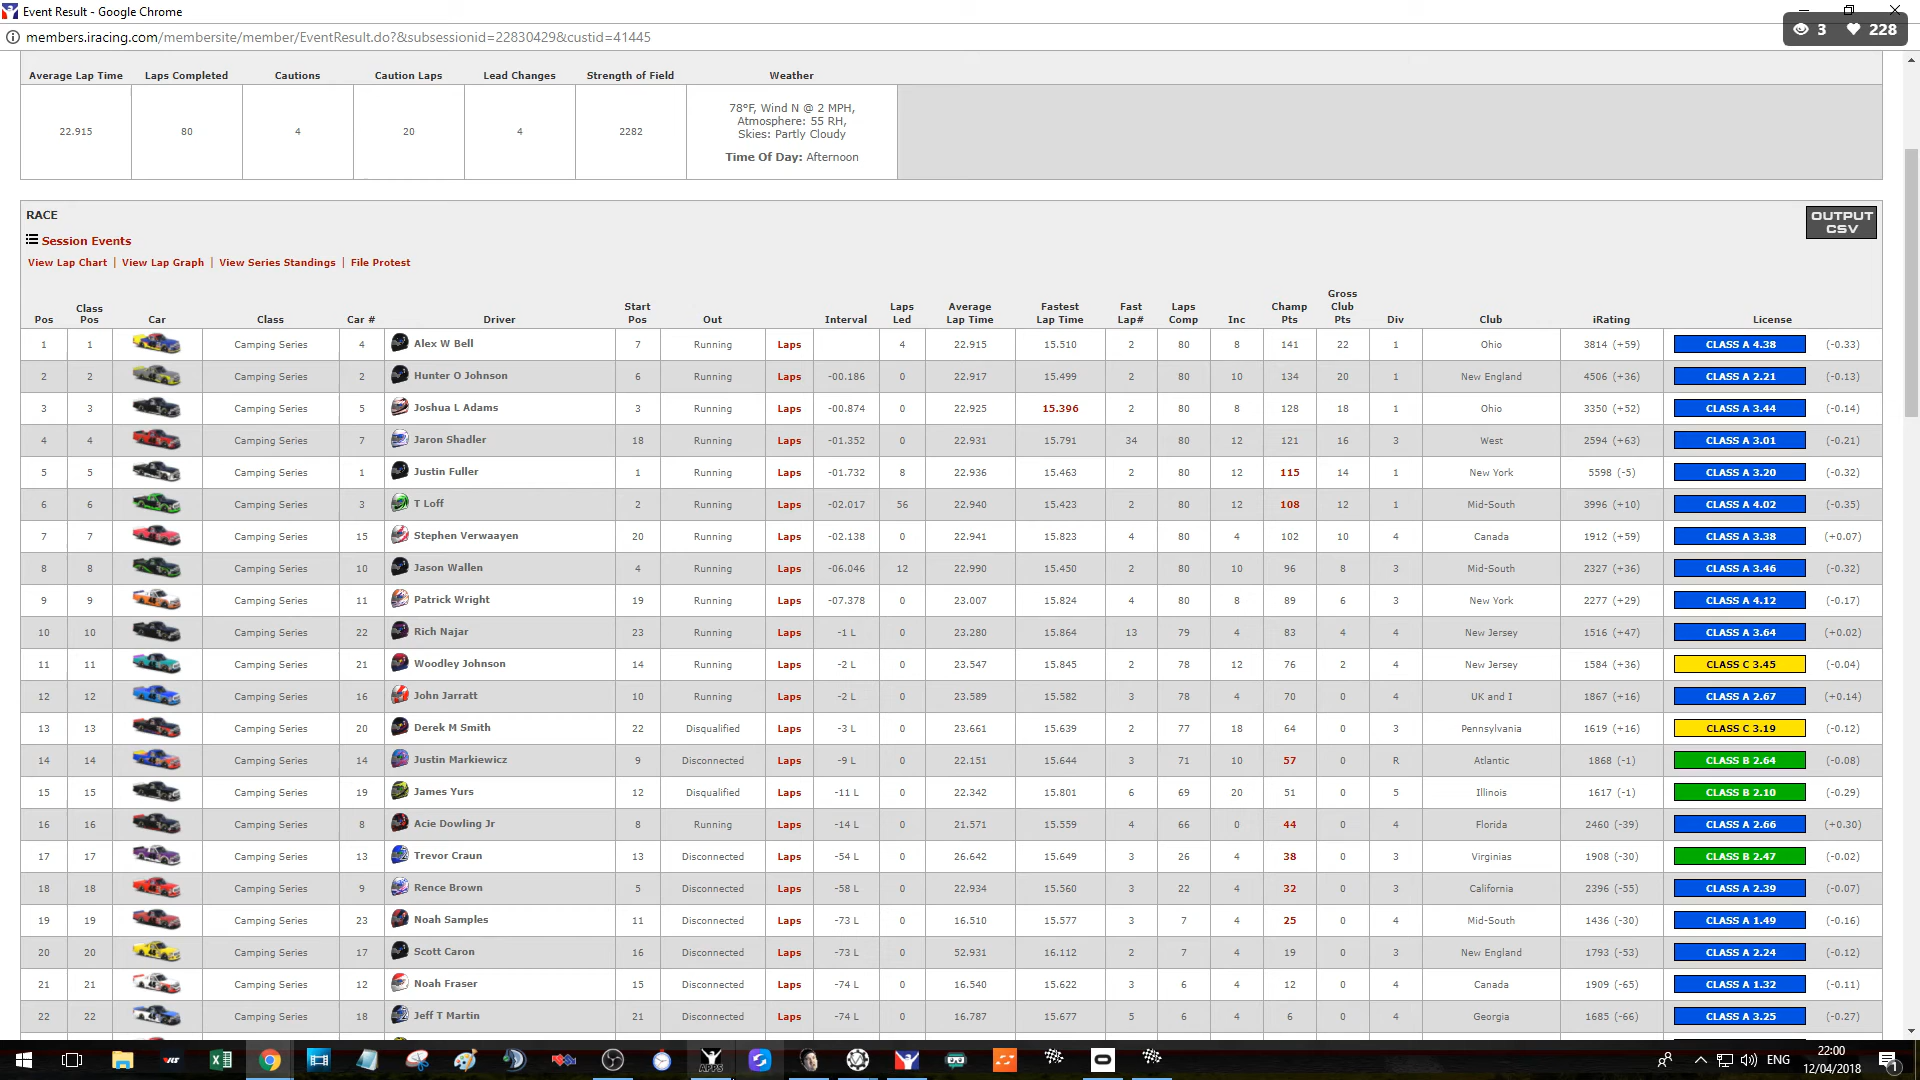 Event Result - Google Chrome
members.iracing.com/membersite/member/EventResult.do?&subsessionid=22830429&custid=41445
3 228
Average Lap Time Laps Completed Cautions Caution Laps Lead Changes Strength of Field Weather
22.915 80 4 20 4 2282 78°F, Wind N @ 2 MPH,
Atmosphere: 55 RH,
Skies: Partly Cloudy
Time Of Day: Afternoon
RACE
OUTPUT CSV
Session Events
View Lap Chart | View Lap Graph | View Series Standings | File Protest
Pos Class Pos Car Class Car # Driver Start Pos Out Interval Laps Led Average Lap Time Fastest Lap Time Fast Lap# Laps Comp Inc Champ Pts Gross Club Pts Div Club iRating License
1 1 Camping Series 4 Alex W Bell 7 Running Laps 4 22.915 15.510 2 80 8 141 22 1 Ohio 3814 (+59) CLASS A 4.38 (-0.33)
2 2 Camping Series 2 Hunter O Johnson 6 Running Laps -00.186 0 22.917 15.499 2 80 10 134 20 1 New England 4506 (+36) CLASS A 2.21 (-0.13)
3 3 Camping Series 5 Joshua L Adams 3 Running Laps -00.874 0 22.925 15.396 2 80 8 128 18 1 Ohio 3350 (+52) CLASS A 3.44 (-0.14)
4 4 Camping Series 7 Jaron Shadler 18 Running Laps -01.352 0 22.931 15.791 34 80 12 121 16 3 West 2594 (+63) CLASS A 3.01 (-0.21)
5 5 Camping Series 1 Justin Fuller 1 Running Laps -01.732 8 22.936 15.463 2 80 12 115 14 1 New York 5598 (-5) CLASS A 3.20 (-0.32)
6 6 Camping Series 3 T Loff 2 Running Laps -02.017 56 22.940 15.423 2 80 12 108 12 1 Mid-South 3996 (+10) CLASS A 4.02 (-0.35)
7 7 Camping Series 15 Stephen Verwaayen 20 Running Laps -02.138 0 22.941 15.823 4 80 4 102 10 4 Canada 1912 (+59) CLASS A 3.38 (+0.07)
8 8 Camping Series 10 Jason Wallen 4 Running Laps -06.046 12 22.990 15.450 2 80 10 96 8 3 Mid-South 2327 (+36) CLASS A 3.46 (-0.32)
9 9 Camping Series 11 Patrick Wright 19 Running Laps -07.378 0 23.007 15.824 4 80 8 89 6 3 New York 2277 (+29) CLASS A 4.12 (-0.17)
10 10 Camping Series 22 Rich Najar 23 Running Laps -1 L 0 23.280 15.864 13 79 4 83 4 4 New Jersey 1516 (+47) CLASS A 3.64 (+0.02)
11 11 Camping Series 21 Woodley Johnson 14 Running Laps -2 L 0 23.547 15.845 2 78 12 76 2 4 New Jersey 1584 (+36) CLASS C 3.45 (-0.04)
12 12 Camping Series 16 John Jarratt 10 Running Laps -2 L 0 23.589 15.582 3 78 4 70 0 4 UK and I 1867 (+16) CLASS A 2.67 (+0.14)
13 13 Camping Series 20 Derek M Smith 22 Disqualified Laps -3 L 0 23.661 15.639 2 77 18 64 0 3 Pennsylvania 1619 (+16) CLASS C 3.19 (-0.12)
14 14 Camping Series 14 Justin Markiewicz 9 Disconnected Laps -9 L 0 22.151 15.644 3 71 10 57 0 R Atlantic 1868 (-1) CLASS B 2.64 (-0.08)
15 15 Camping Series 19 James Yurs 12 Disqualified Laps -11 L 0 22.342 15.801 6 69 20 51 0 5 Illinois 1617 (-1) CLASS B 2.10 (-0.29)
16 16 Camping Series 8 Acie Dowling Jr 8 Running Laps -14 L 0 21.571 15.559 4 66 0 44 0 4 Florida 2460 (-39) CLASS A 2.66 (+0.30)
17 17 Camping Series 13 Trevor Craun 13 Disconnected Laps -54 L 0 26.642 15.649 3 26 4 38 0 3 Virginias 1908 (-30) CLASS B 2.47 (-0.02)
18 18 Camping Series 9 Rence Brown 5 Disconnected Laps -58 L 0 22.934 15.560 3 22 4 32 0 3 California 2396 (-55) CLASS A 2.39 (-0.07)
19 19 Camping Series 23 Noah Samples 11 Disconnected Laps -73 L 0 16.510 15.577 3 7 4 25 0 4 Mid-South 1436 (-30) CLASS A 1.49 (-0.16)
20 20 Camping Series 17 Scott Caron 16 Disconnected Laps -73 L 0 52.931 16.112 2 7 4 19 0 3 New England 1793 (-53) CLASS A 2.24 (-0.12)
21 21 Camping Series 12 Noah Fraser 15 Disconnected Laps -74 L 0 16.540 15.622 3 6 4 12 0 4 Canada 1909 (-65) CLASS A 1.32 (-0.11)
22 22 Camping Series 18 Jeff T Martin 21 Disconnected Laps -74 L 0 16.787 15.677 5 6 4 6 0 4 Georgia 1685 (-66) CLASS A 3.25 (-0.27)
APPS
ENG
22:00
12/04/2018
1